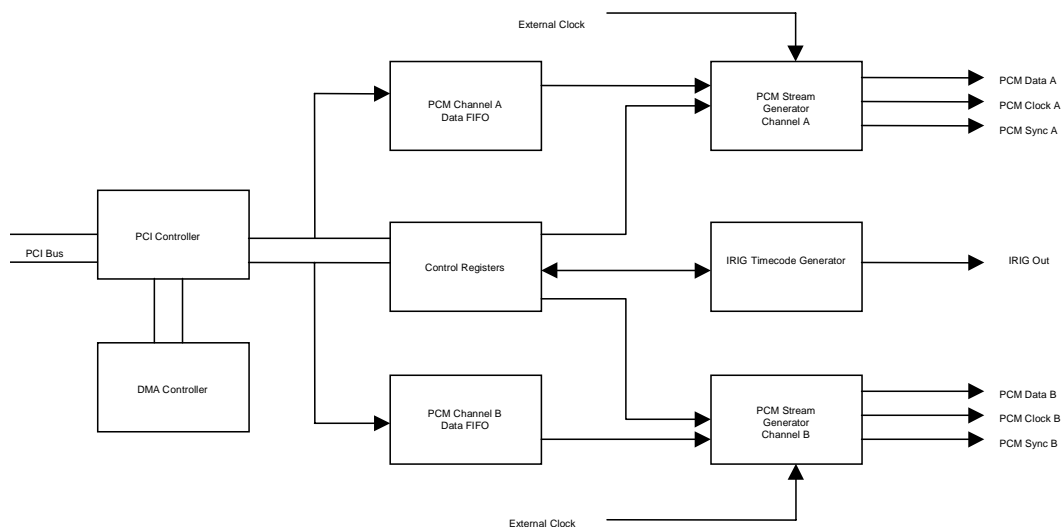 External Clock
PCM Channel A
Data FIFO
PCM Stream
Generator
Channel A
PCM Data A
PCM Clock A
PCM Sync A
PCI Controller
PCI Bus
Control Registers
IRIG Timecode Generator
IRIG Out
DMA Controller
PCM Channel B
Data FIFO
PCM Stream
Generator
Channel B
PCM Data B
PCM Clock B
PCM Sync B
External Clock